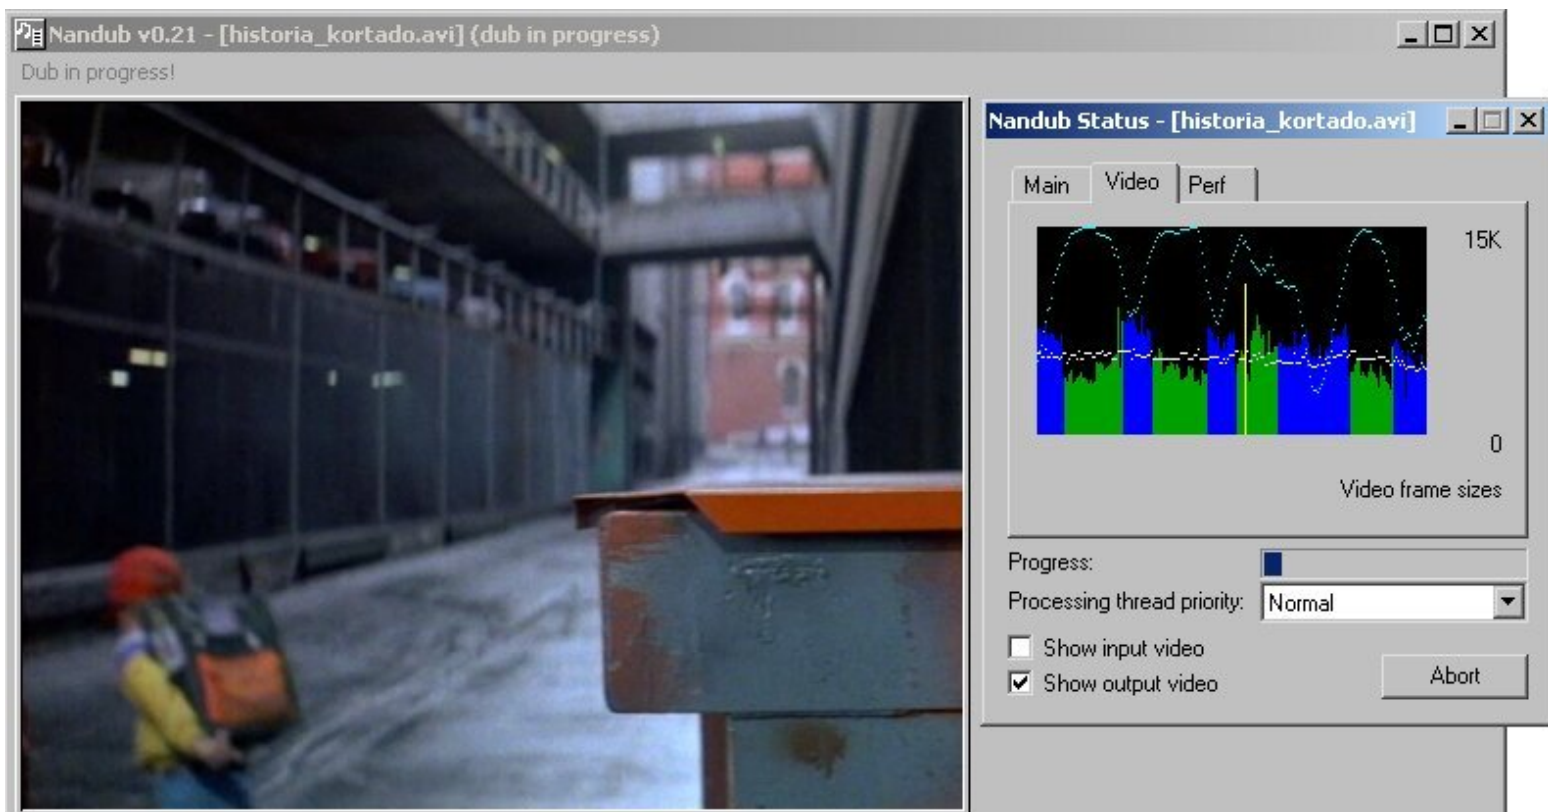 Nandub v0.21 - [historia_kortado.avi] (dub in progress)
Dub in progress!
Nandub Status - [historia_kortado.avi]
Main Video Perf
15K
0
Video frame sizes
Progress:
Processing thread priority: Normal
Show input video
Show output video
Abort